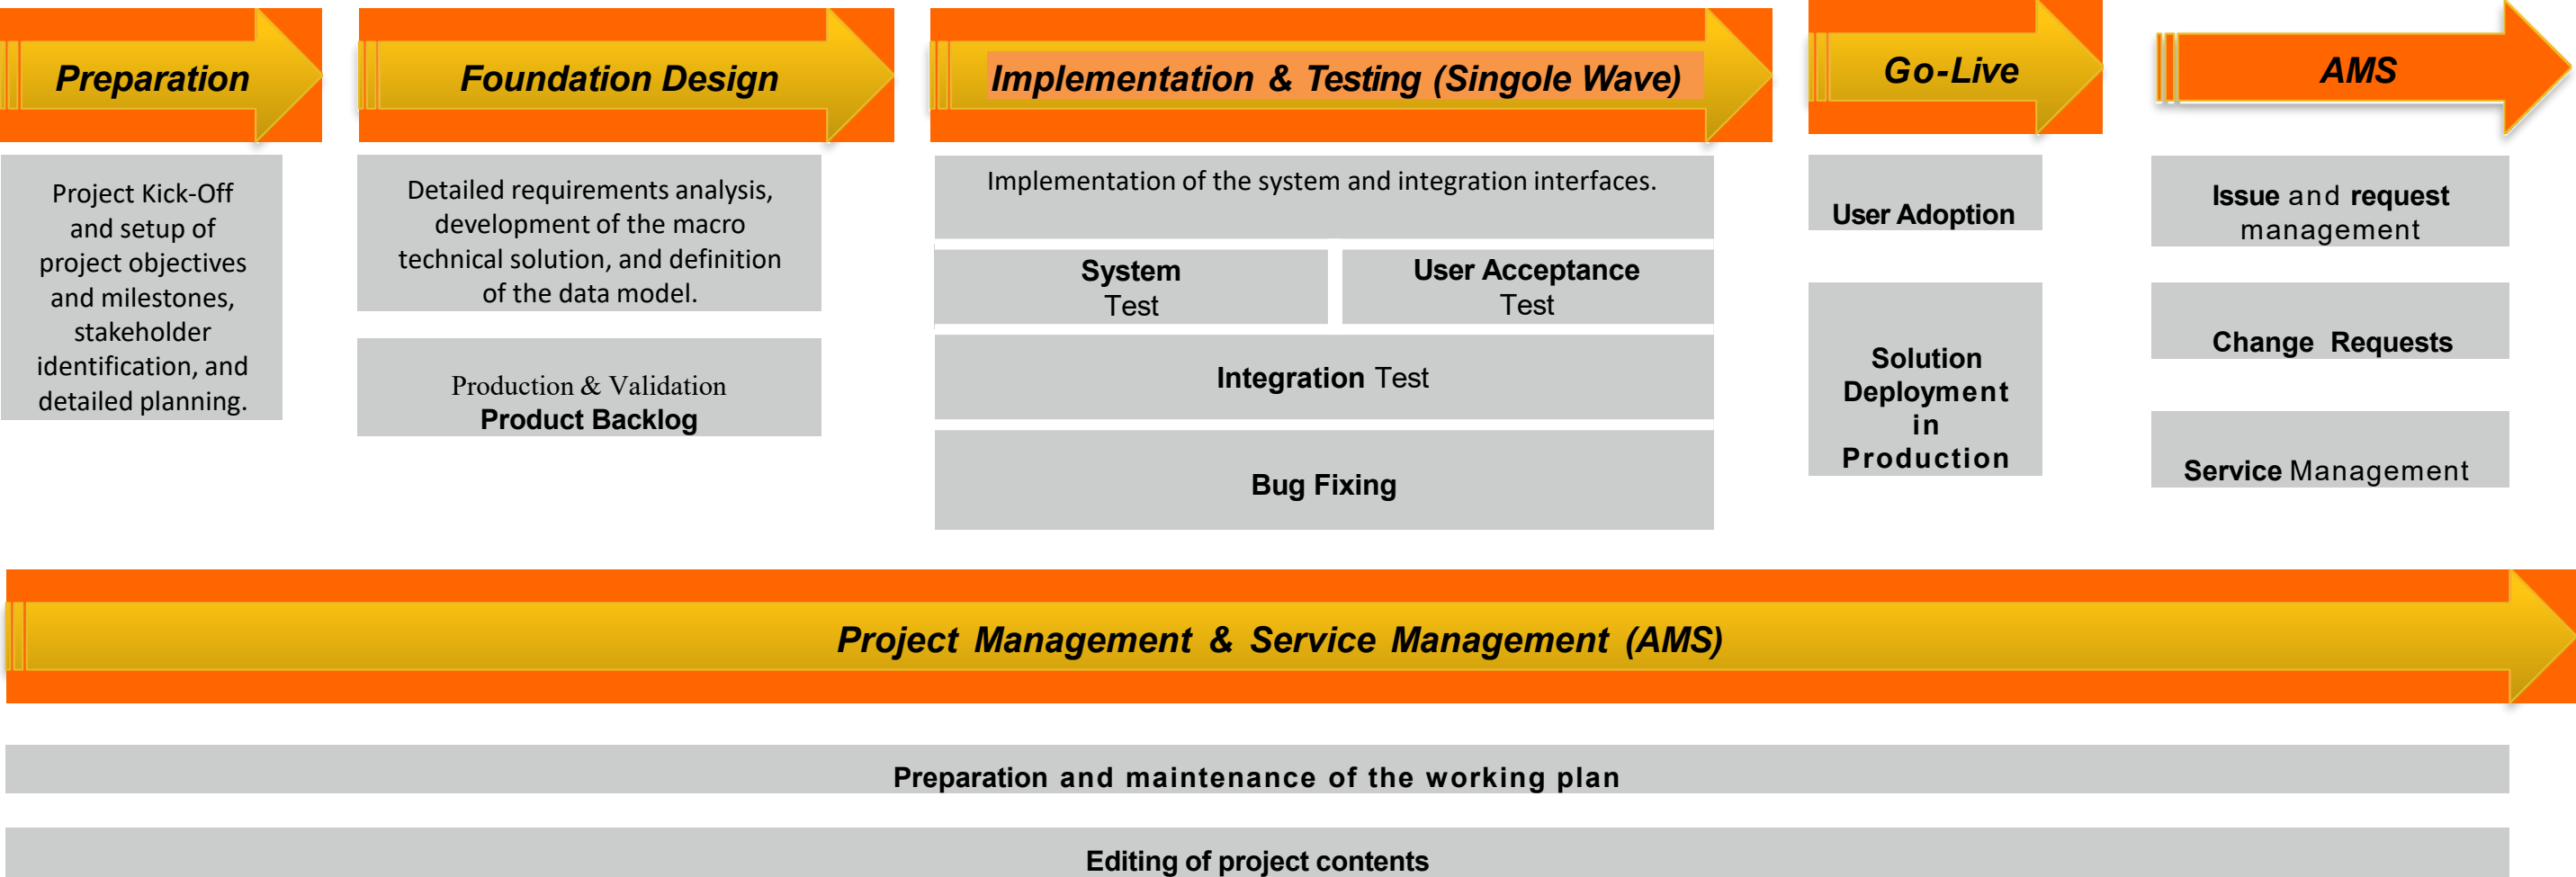 Preparation
Foundation Design
Implementation & Testing (Singole Wave)
Go-Live
AMS
Project Kick-Off
and setup of
project objectives
and milestones,
stakeholder
identification, and
detailed planning.
Detailed requirements analysis,
development of the macro
technical solution, and definition
of the data model.
Production & Validation
Product Backlog
Implementation of the system and integration interfaces.
System
Test
User Acceptance
Test
Integration Test
Bug Fixing
User Adoption
Solution
Deployment
in
Production
Issue and request
management
Change Requests
Service Management
Project Management & Service Management (AMS)
Preparation and maintenance of the working plan
Editing of project contents